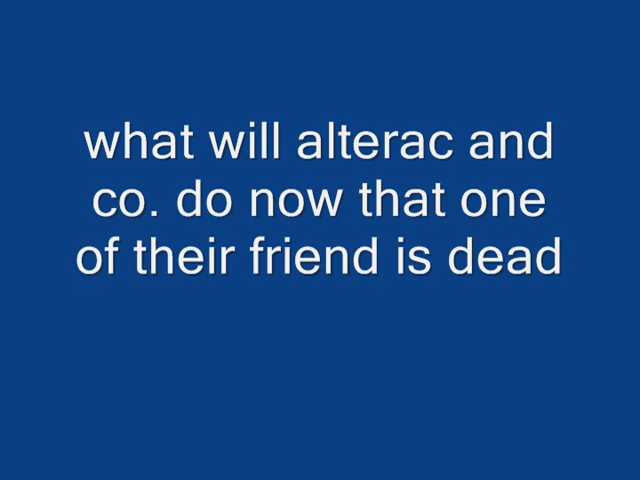 what will alterac and
co. do now that one
of their friend is dead